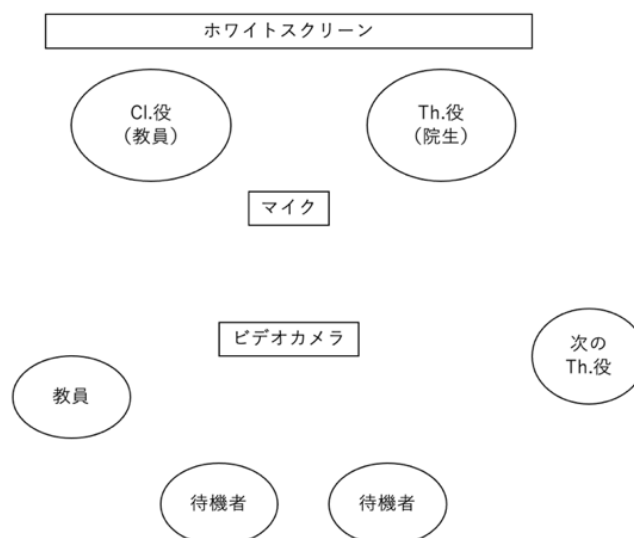 ホワイトスクリーン
Cl.役
（教員）
Th.役
（院生）
マイク
ビデオカメラ
次の
Th.役
教員
待機者
待機者